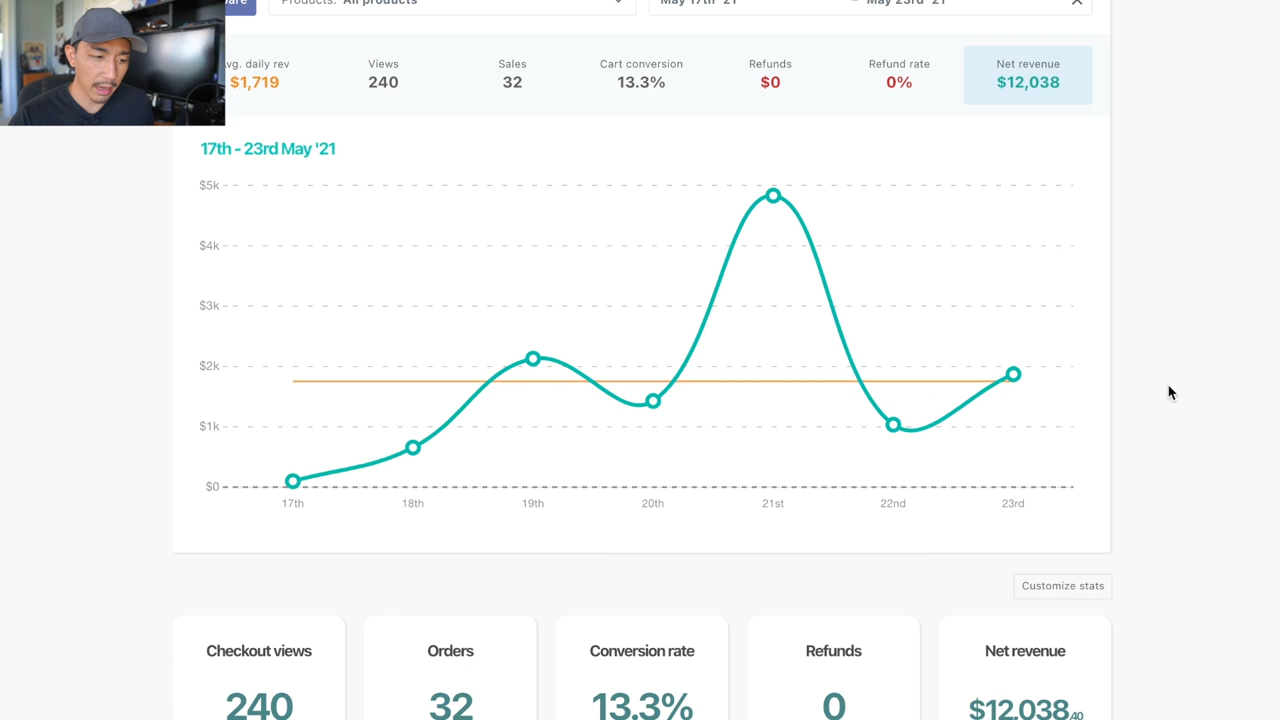 Products: All products
May 17th '21 – May 23rd '21
Avg. daily rev
$1,719
Views
240
Sales
32
Cart conversion
13.3%
Refunds
$0
Refund rate
0%
Net revenue
$12,038
17th - 23rd May '21
$5k
$4k
$3k
$2k
$1k
$0
17th 18th 19th 20th 21st 22nd 23rd
Customize stats
Checkout views
240
Orders
32
Conversion rate
13.3%
Refunds
0
Net revenue
$12,038.40